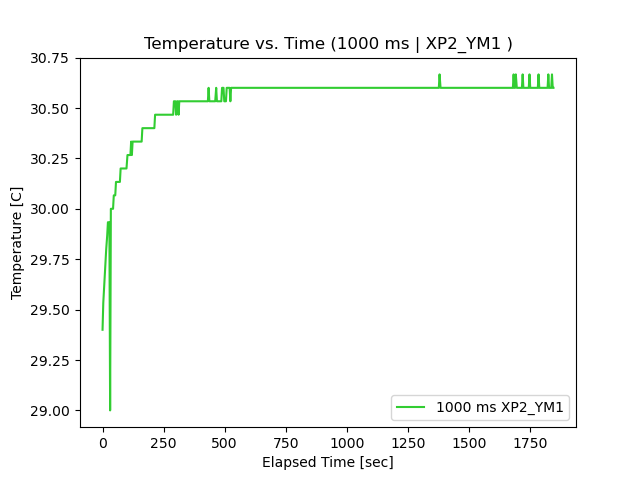 Temperature vs. Time (1000 ms | XP2_YM1 )
30.75
30.50
30.25
30.00
29.75
29.50
29.25
29.00
Temperature [C]
1000 ms XP2_YM1
0 250 500 750 1000 1250 1500 1750
Elapsed Time [sec]